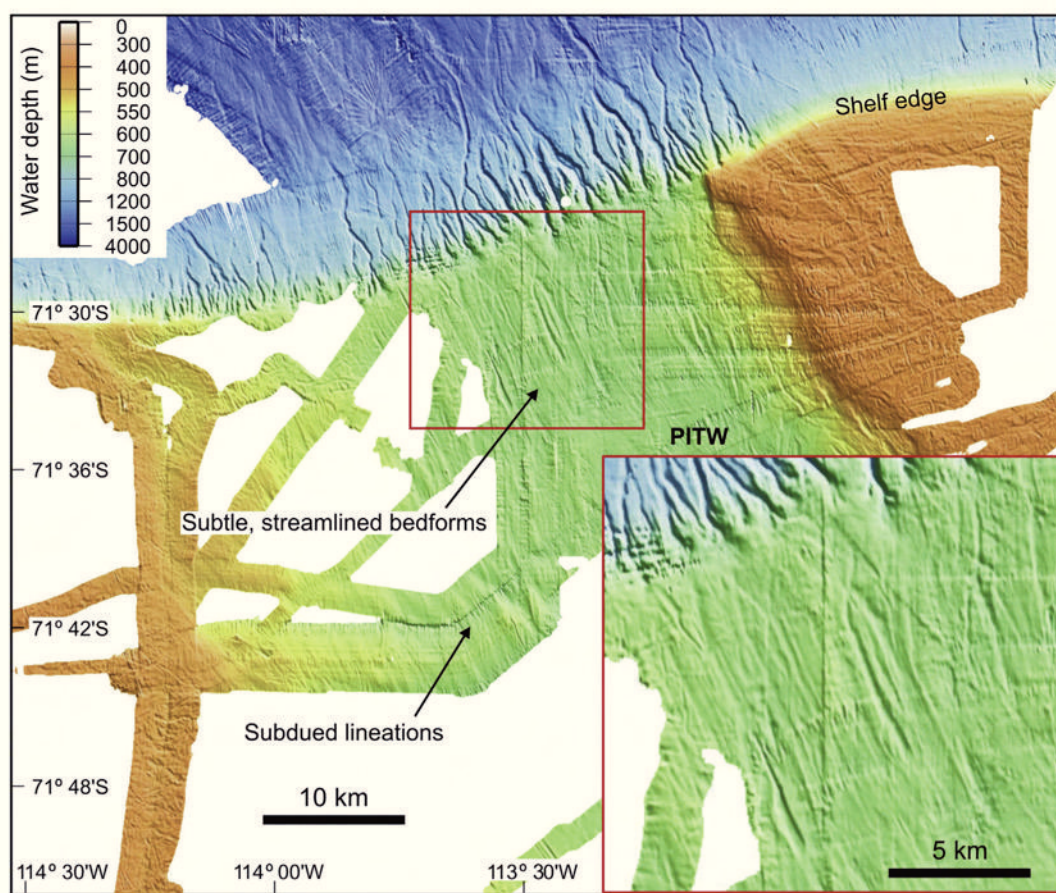 Water depth (m)
0
300
400
500
550
600
700
800
1500
4000
Shelf edge
71° 30'S
PITW
71° 36'S
Subtle, streamlined bedforms
71° 42'S
Subdued lineations
71° 48'S
10 km
5 km
114° 30'W
114° 00'W
113° 30'W